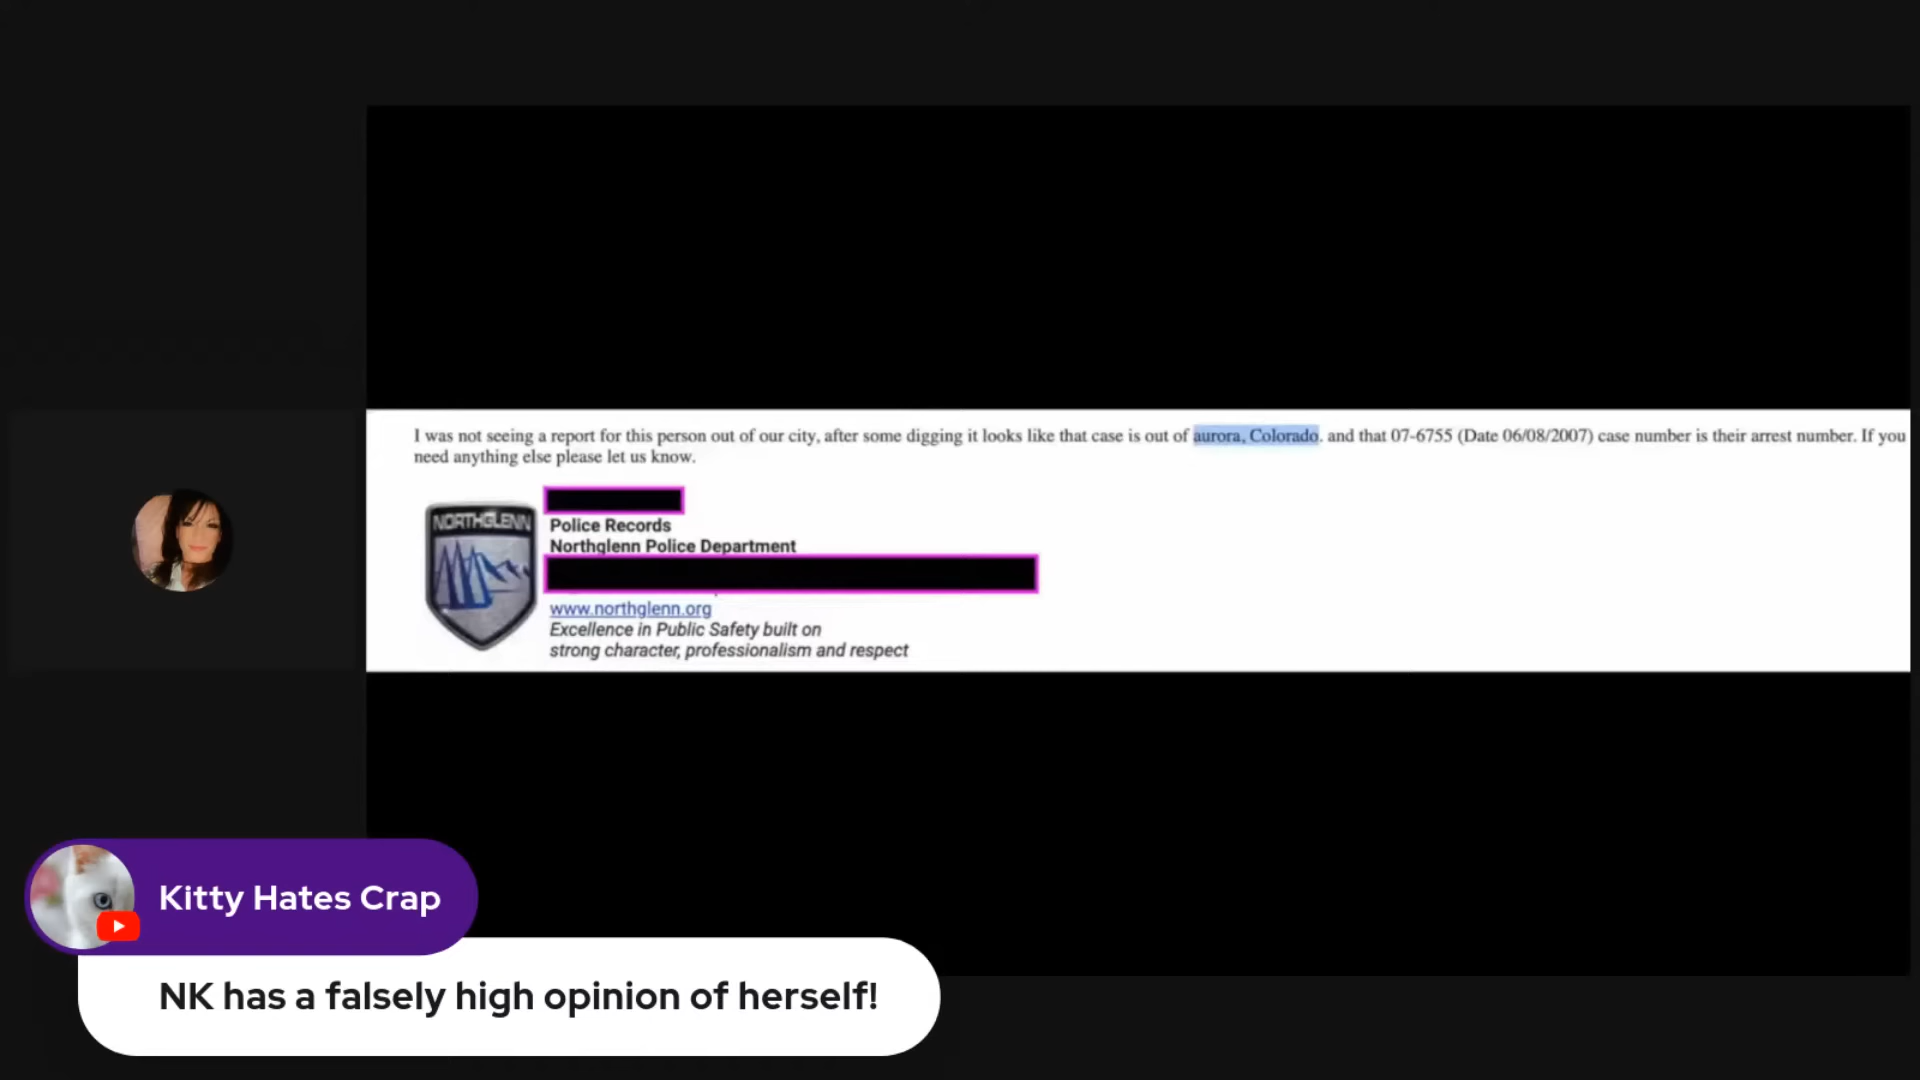 I was not seeing a report for this person out of our city, after some digging it looks like that case is out of aurora, Colorado. and that 07-6755 (Date 06/08/2007) case number is their arrest number. If you
need anything else please let us know.
NORTHGLENN
Police Records
Northglenn Police Department
www.northglenn.org
Excellence in Public Safety built on
strong character, professionalism and respect
Kitty Hates Crap
NK has a falsely high opinion of herself!